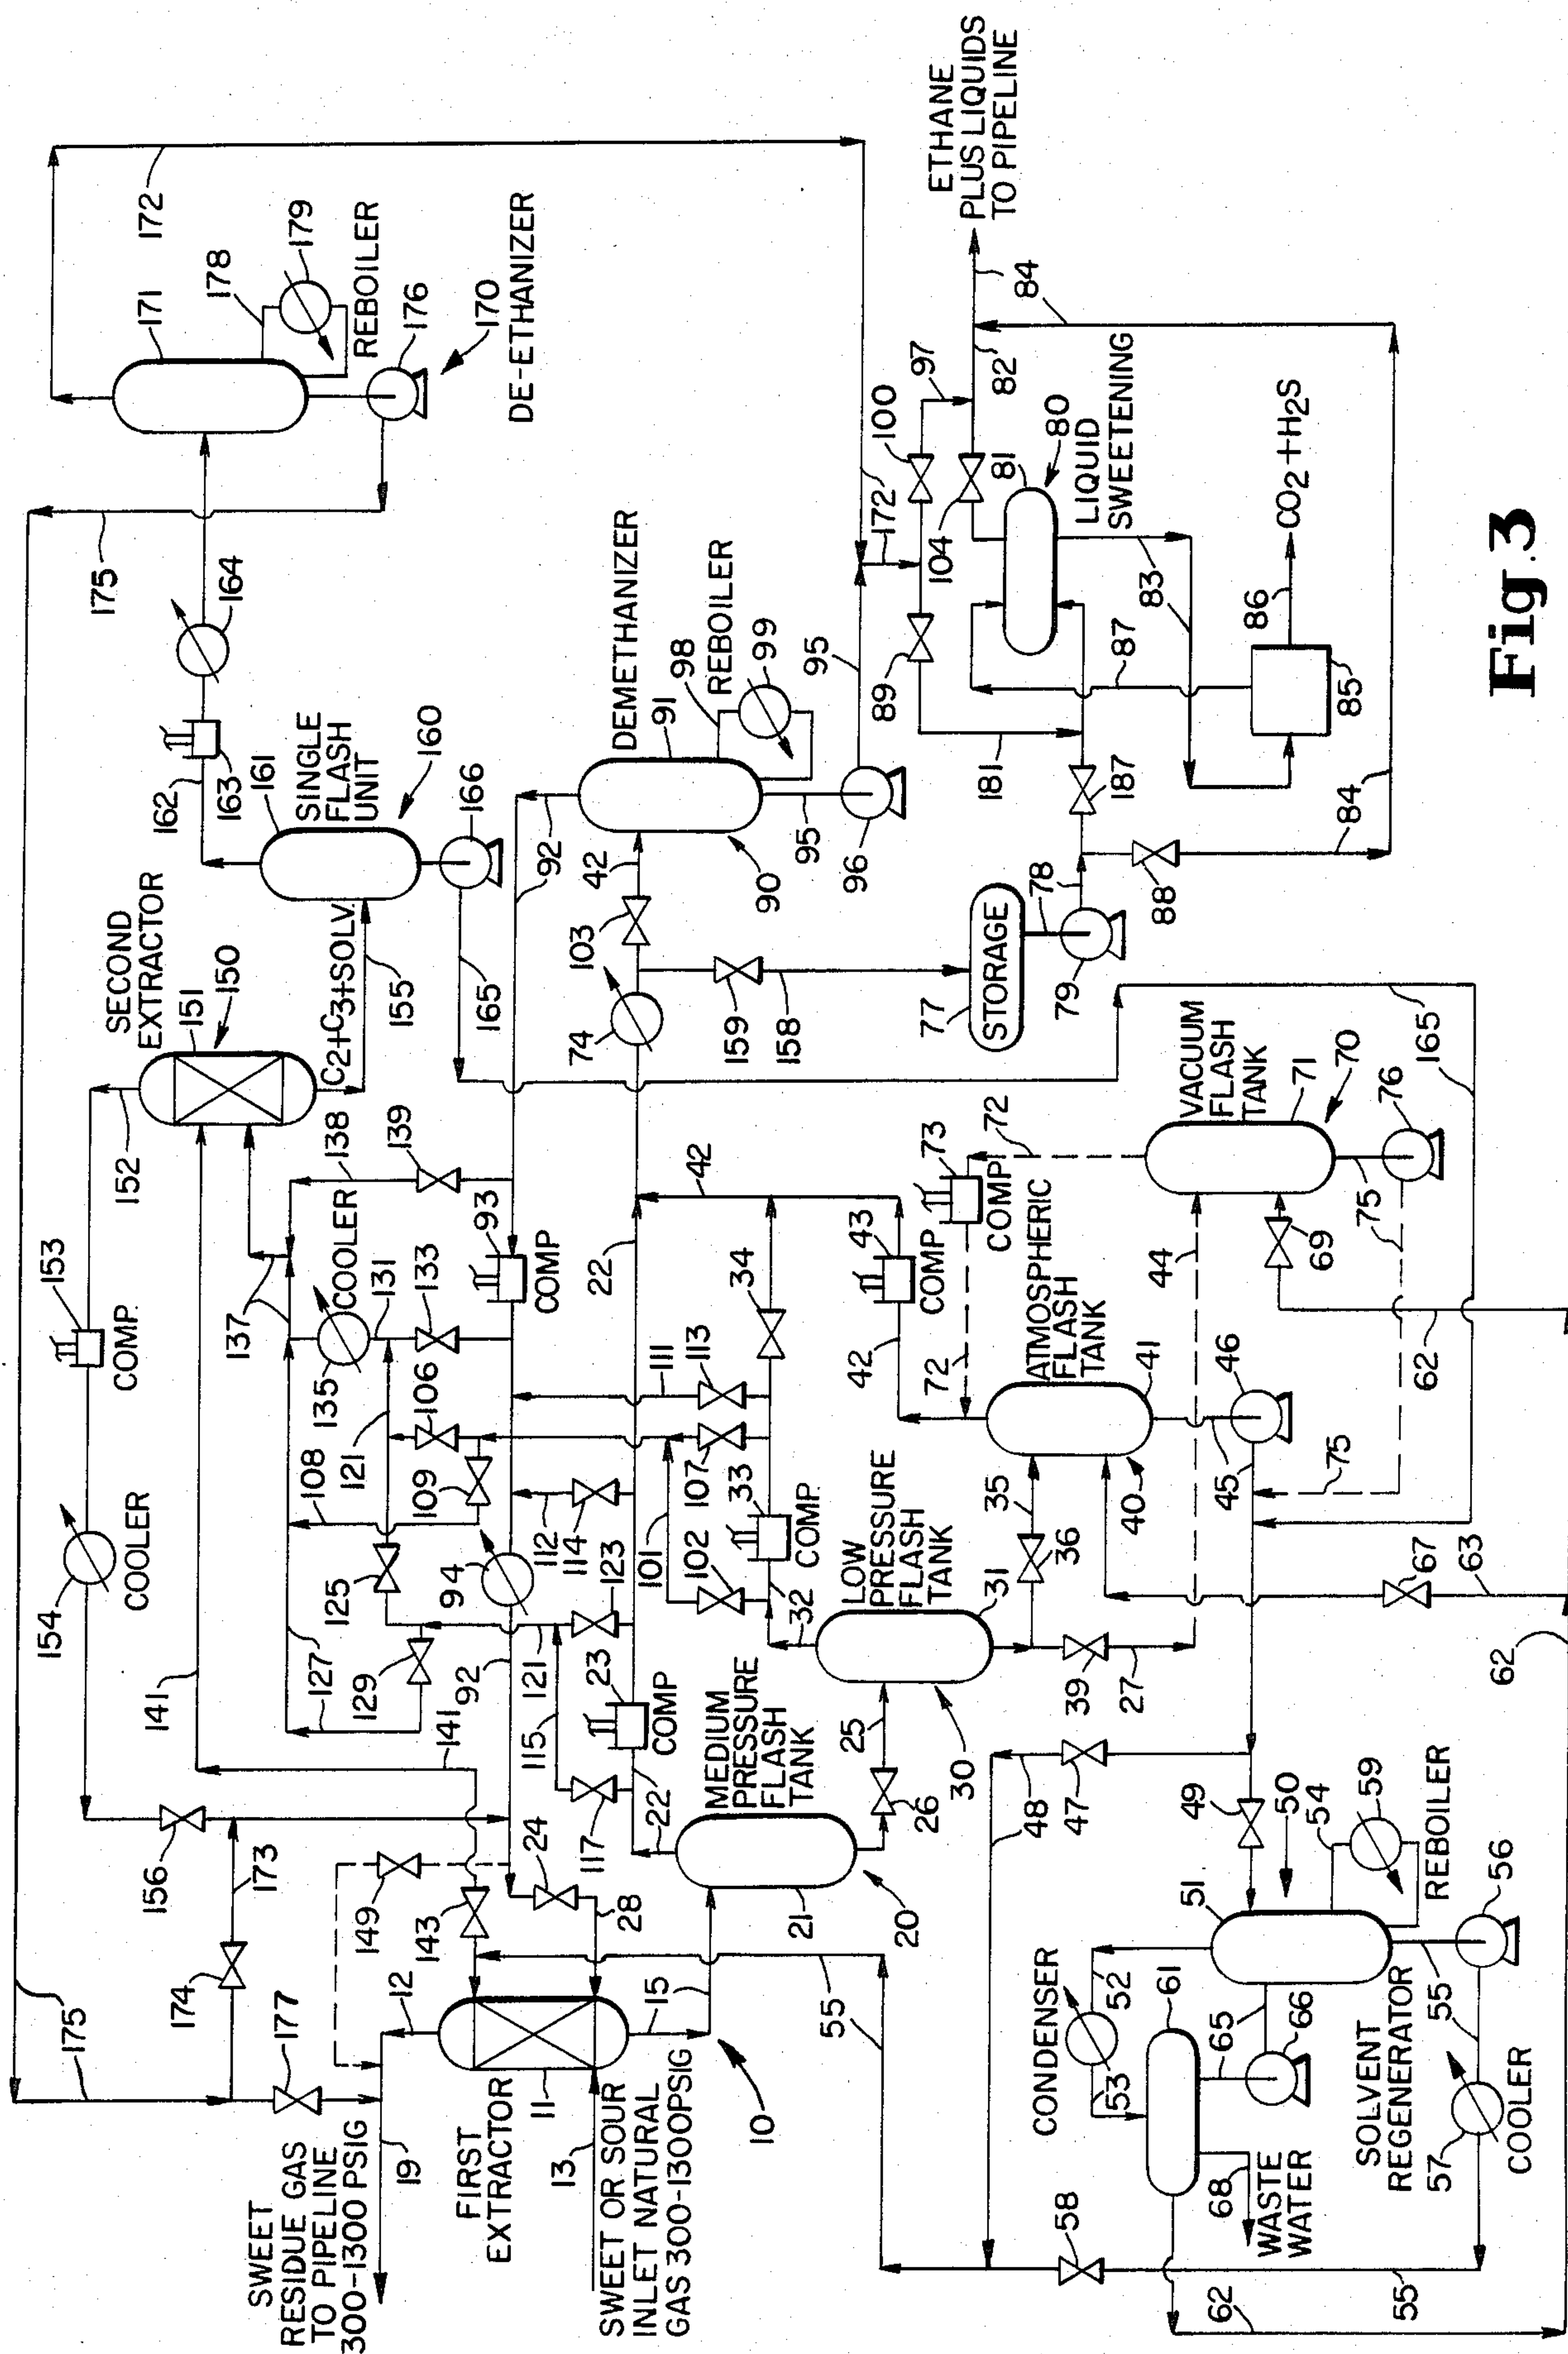 SWEET
RESIDUE GAS
TO PIPELINE
300-1300 PSIG
175
174
173
156
177
19
12
149
154
COOLER
153
COMP.
152
SECOND
EXTRACTOR
151
150
C2+C3+SOLV.
155
141
141
143
24
28
92
127
129
125
121
108
109
106
121
137
135
COOLER
131
133
138
139
93
COMP
94
162
163
164
SINGLE
FLASH
UNIT
161
160
166
165
175
171
178
179
REBOILER
176
170
DE-ETHANIZER
172
FIRST
EXTRACTOR
11
13
SWEET OR SOUR
INLET NATURAL
GAS 300-1300PSIG
10
15
55
MEDIUM
PRESSURE
FLASH
TANK
21
20
22
117
115
23
COMP
121
123
112
114
101
102
107
111
113
22
34
33
COMP.
32
LOW
PRESSURE
FLASH
TANK
31
30
25
26
35
36
39
27
42
43
COMP
42
72
73
COMP
72
ATMOSPHERIC
FLASH
TANK
41
40
45
46
44
VACUUM
FLASH
TANK
71
70
76
75
75
69
62
165
74
103
42
92
159
158
DEMETHANIZER
91
90
98
REBOILER
99
95
96
95
STORAGE
77
78
79
88
187
181
89
172
100
97
104
81
80
LIQUID
SWEETENING
82
84
ETHANE
PLUS LIQUIDS
TO PIPELINE
83
87
85
86
CO2+H2S
84
48
47
49
50
51
54
59
REBOILER
56
55
57
COOLER
SOLVENT
REGENERATOR
CONDENSER
52
53
61
65
66
68
WASTE
WATER
58
55
62
62
63
67
Fig.3